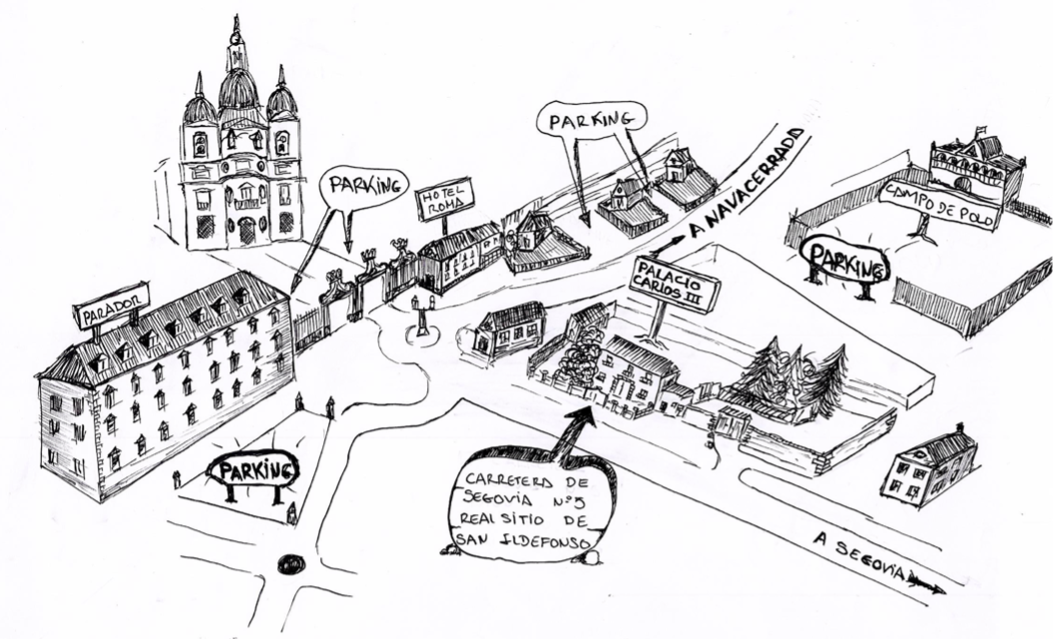 PARKING
PARKING
HOTEL
ROMA
A NAVACERRADA
CAMPO DE POLO
PARKING
PALACIO
CARLOS III
PARADOR
PARKING
CARRETERA DE
SEGOVIA Nº5
REAL SITIO DE
SAN ILDEFONSO
A SEGOVIA